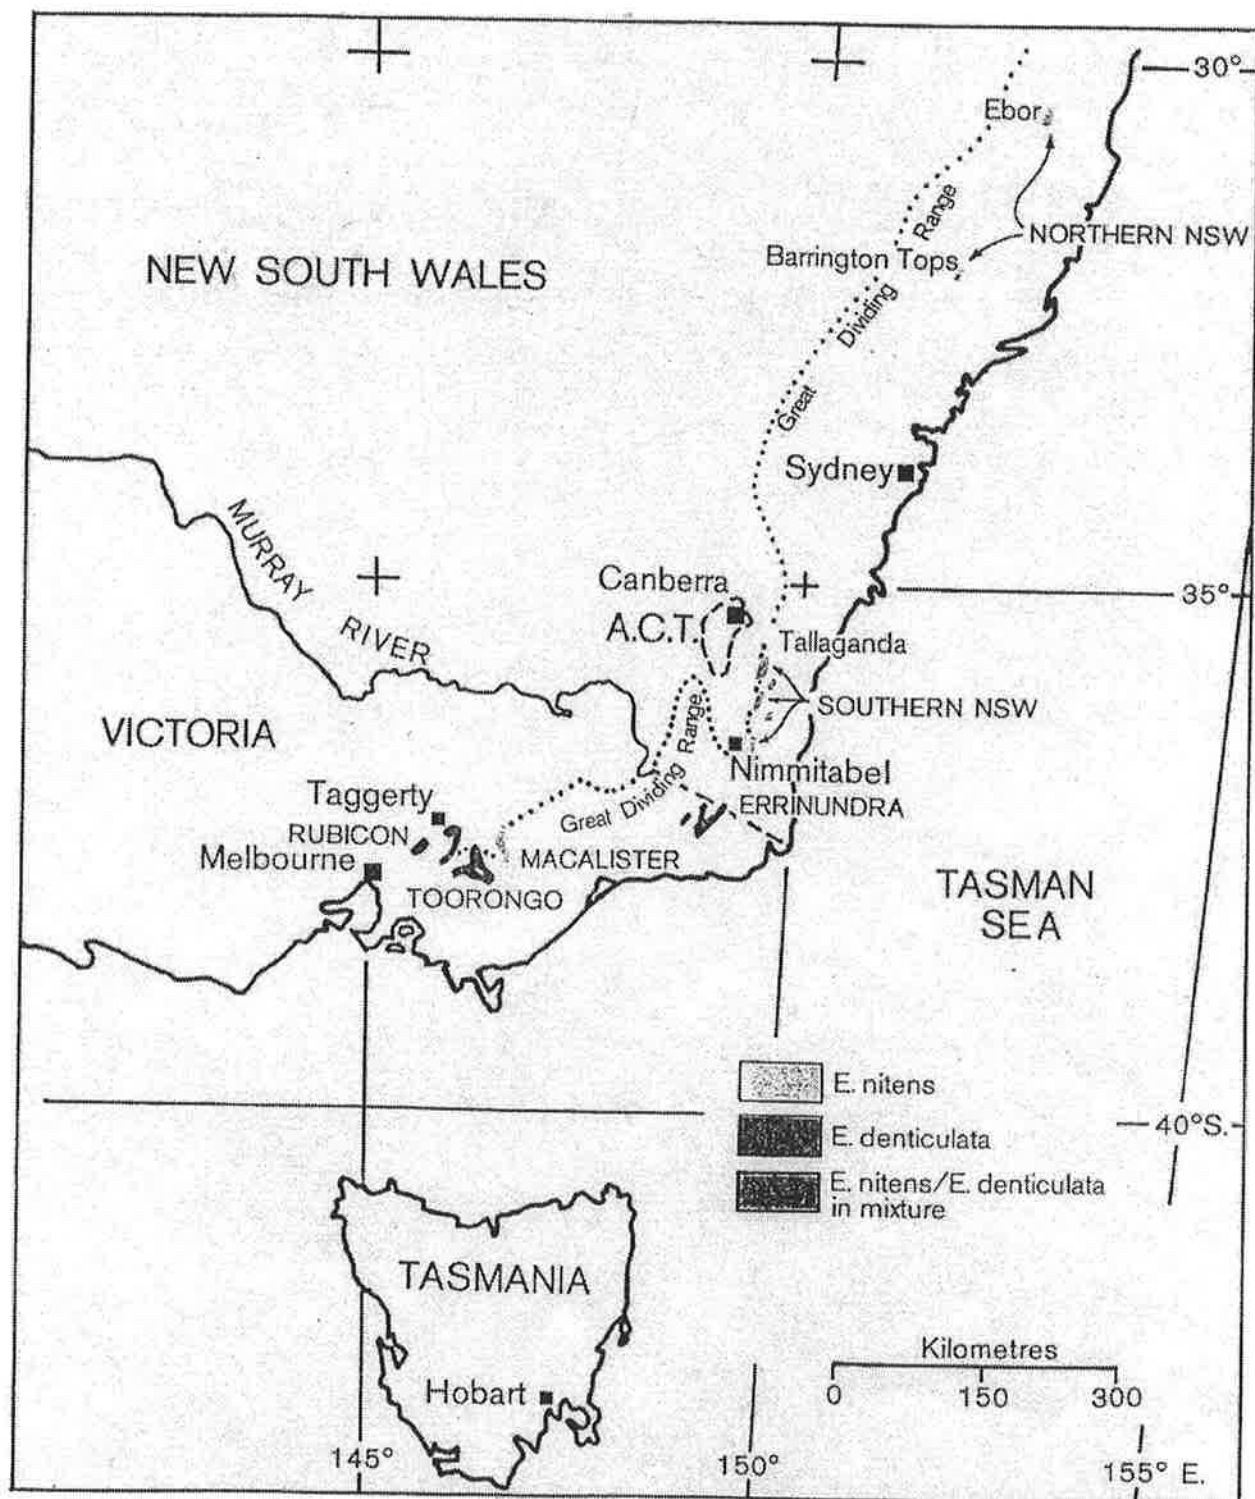 30°
Ebor
Range
NORTHERN NSW
Barrington Tops
NEW SOUTH WALES
Dividing
Great
Sydney
MURRAY
RIVER
Canberra
A.C.T.
35°
Tallaganda
SOUTHERN NSW
VICTORIA
Great Dividing Range
Nimmitabel
Taggerty
ERRINUNDRA
RUBICON
Melbourne
MACALISTER
TOORONGO
TASMAN
SEA
E. nitens
E. denticulata
E. nitens/E. denticulata
in mixture
40°S.
TASMANIA
Hobart
Kilometres
0 150 300
145°
150°
155° E.